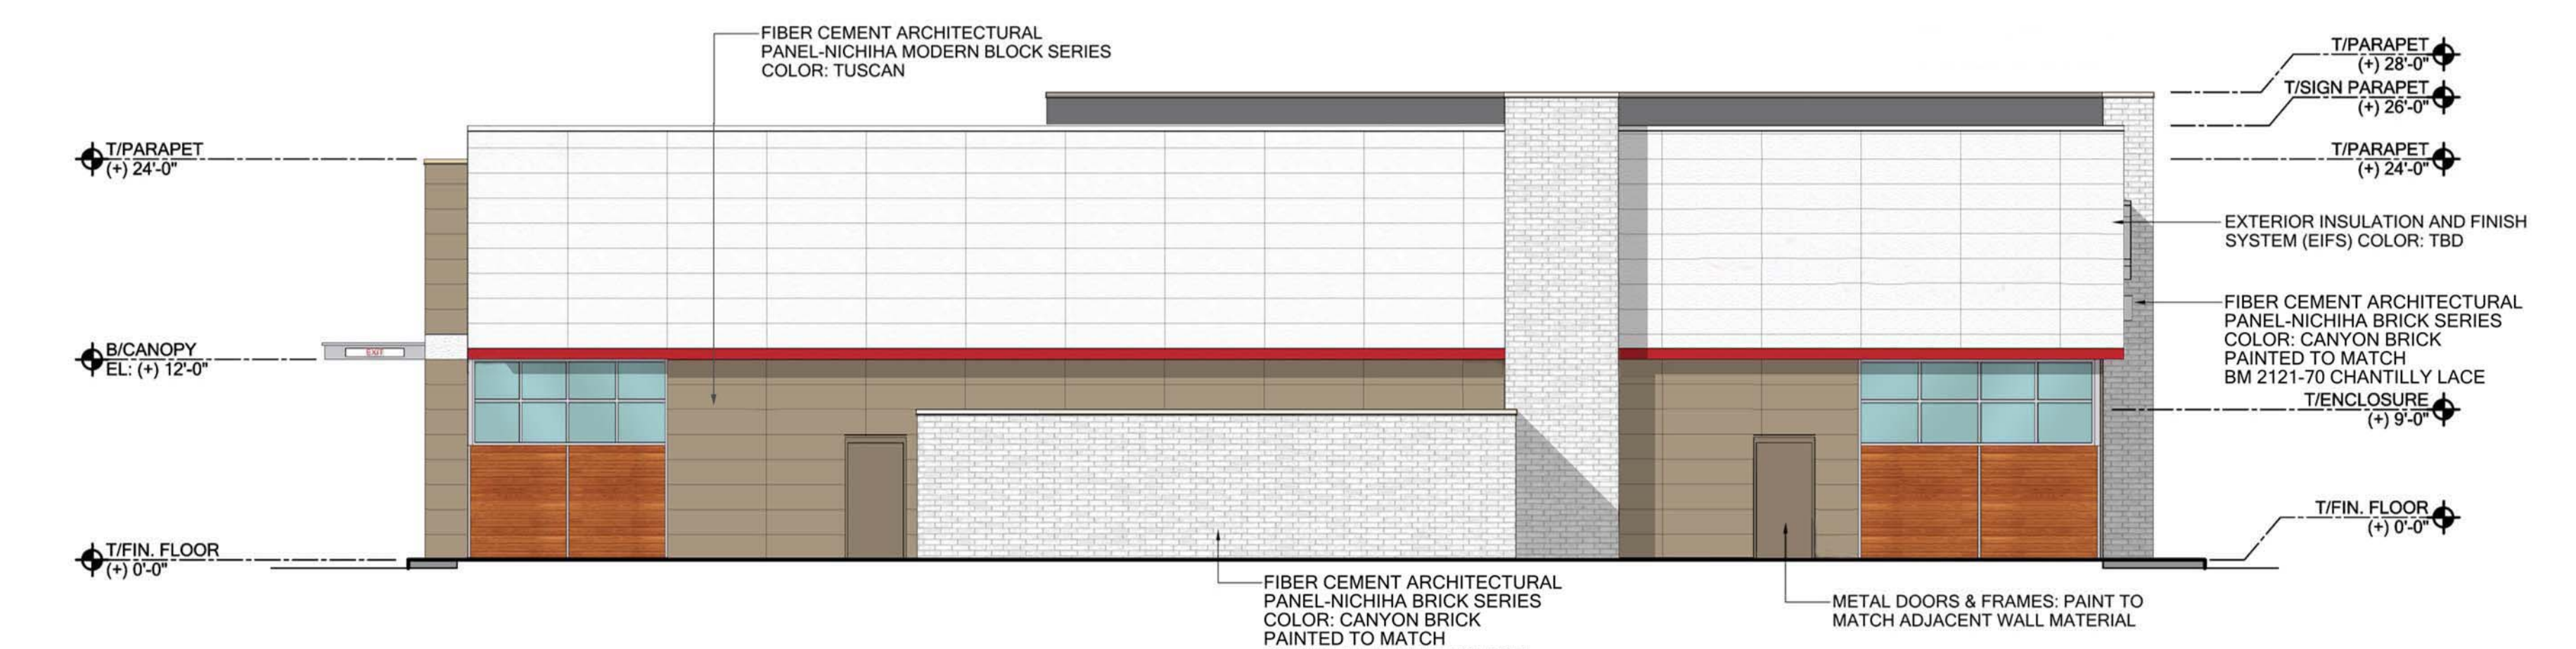 FIBER CEMENT ARCHITECTURAL
PANEL-NICHIHA MODERN BLOCK SERIES
COLOR: TUSCAN
T/PARAPET
(+) 28'-0"
T/SIGN PARAPET
(+) 26'-0"
T/PARAPET
(+) 24'-0"
T/PARAPET
(+) 24'-0"
EXTERIOR INSULATION AND FINISH
SYSTEM (EIFS) COLOR: TBD
FIBER CEMENT ARCHITECTURAL
PANEL-NICHIHA BRICK SERIES
COLOR: CANYON BRICK
PAINTED TO MATCH
BM 2121-70 CHANTILLY LACE
B/CANOPY
EL: (+) 12'-0"
EXIT
T/ENCLOSURE
(+) 9'-0"
T/FIN. FLOOR
(+) 0'-0"
T/FIN. FLOOR
(+) 0'-0"
FIBER CEMENT ARCHITECTURAL
PANEL-NICHIHA BRICK SERIES
COLOR: CANYON BRICK
PAINTED TO MATCH
METAL DOORS & FRAMES: PAINT TO
MATCH ADJACENT WALL MATERIAL